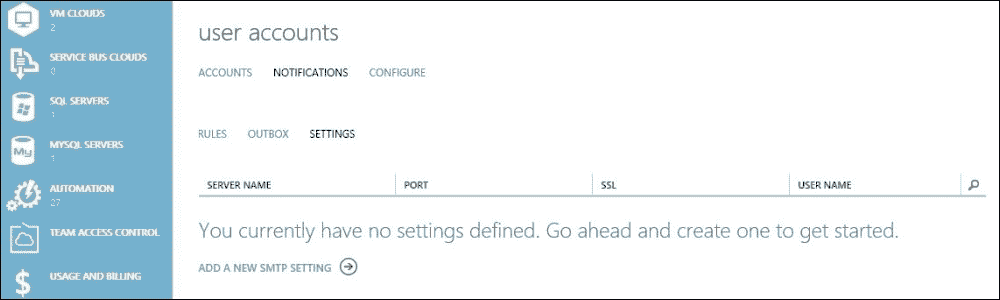 VM CLOUDS
2
SERVICE BUS CLOUDS
0
SQL SERVERS
1
MYSQL SERVERS
1
AUTOMATION
27
TEAM ACCESS CONTROL
USAGE AND BILLING
user accounts
ACCOUNTS NOTIFICATIONS CONFIGURE
RULES OUTBOX SETTINGS
SERVER NAME PORT SSL USER NAME
You currently have no settings defined. Go ahead and create one to get started.
ADD A NEW SMTP SETTING
My
$